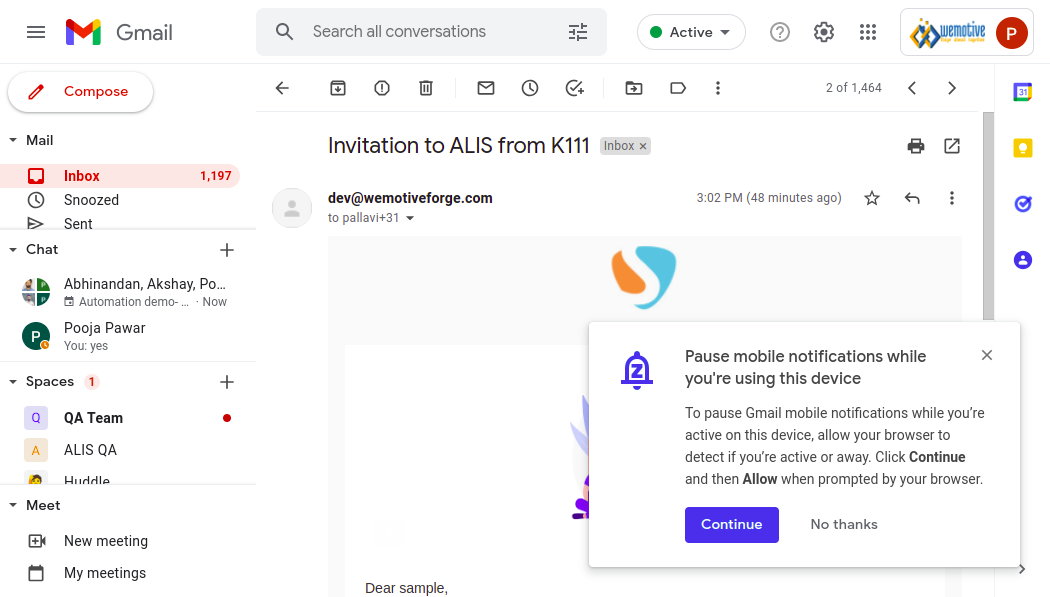 Gmail
Search all conversations
Active
wemotive
P
Compose
2 of 1,464
31
Mail
Inbox 1,197
Snoozed
Sent
Invitation to ALIS from K111 Inbox ×
dev@wemotiveforge.com 3:02 PM (48 minutes ago)
to pallavi+31
Chat
Abhinandan, Akshay, Po...
Automation demo- ... · Now
P
Pooja Pawar
You: yes
Spaces 1
Q QA Team
A ALIS QA
Huddle
Meet
New meeting
My meetings
Z
Pause mobile notifications while
you're using this device
To pause Gmail mobile notifications while you’re
active on this device, allow your browser to
detect if you’re active or away. Click Continue
and then Allow when prompted by your browser.
Continue No thanks
Dear sample,